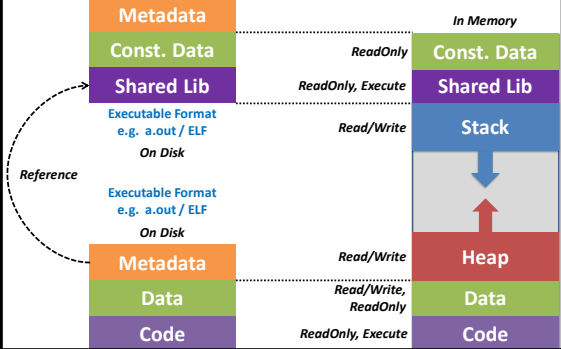 Metadata
In Memory
Const. Data
ReadOnly
Const. Data
Shared Lib
ReadOnly, Execute
Shared Lib
Executable Format
e.g. a.out / ELF
Read/Write
Stack
On Disk
Reference
Executable Format
e.g. a.out / ELF
On Disk
Metadata
Read/Write
Heap
Data
Read/Write,
ReadOnly
Data
Code
ReadOnly, Execute
Code